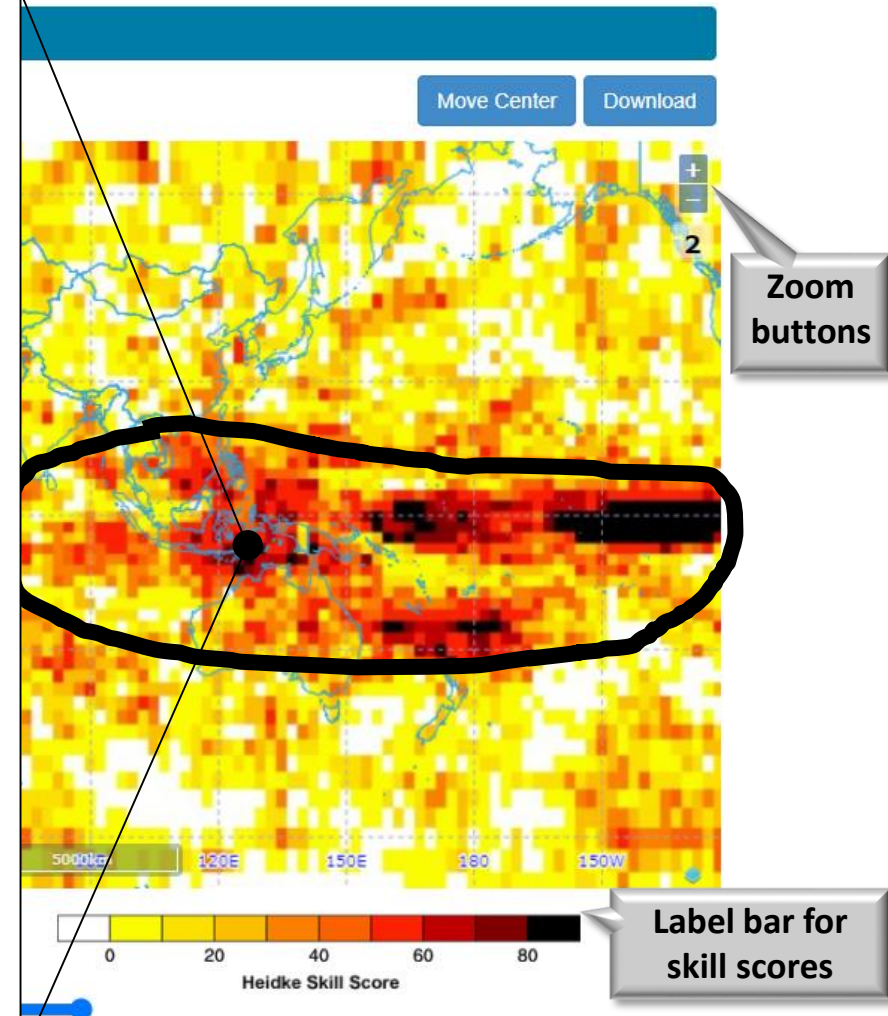 Move Center
Download
+
−
2
Zoom
buttons
5000km
120E
150E
180
150W
0
20
40
60
80
Heidke Skill Score
Label bar for
skill scores